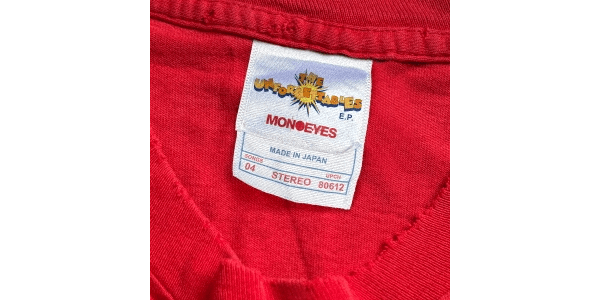 THE
UNFORGETTABLES
E.P.
MONOEYES
MADE IN JAPAN
SONGS UPCH
04 STEREO 80612